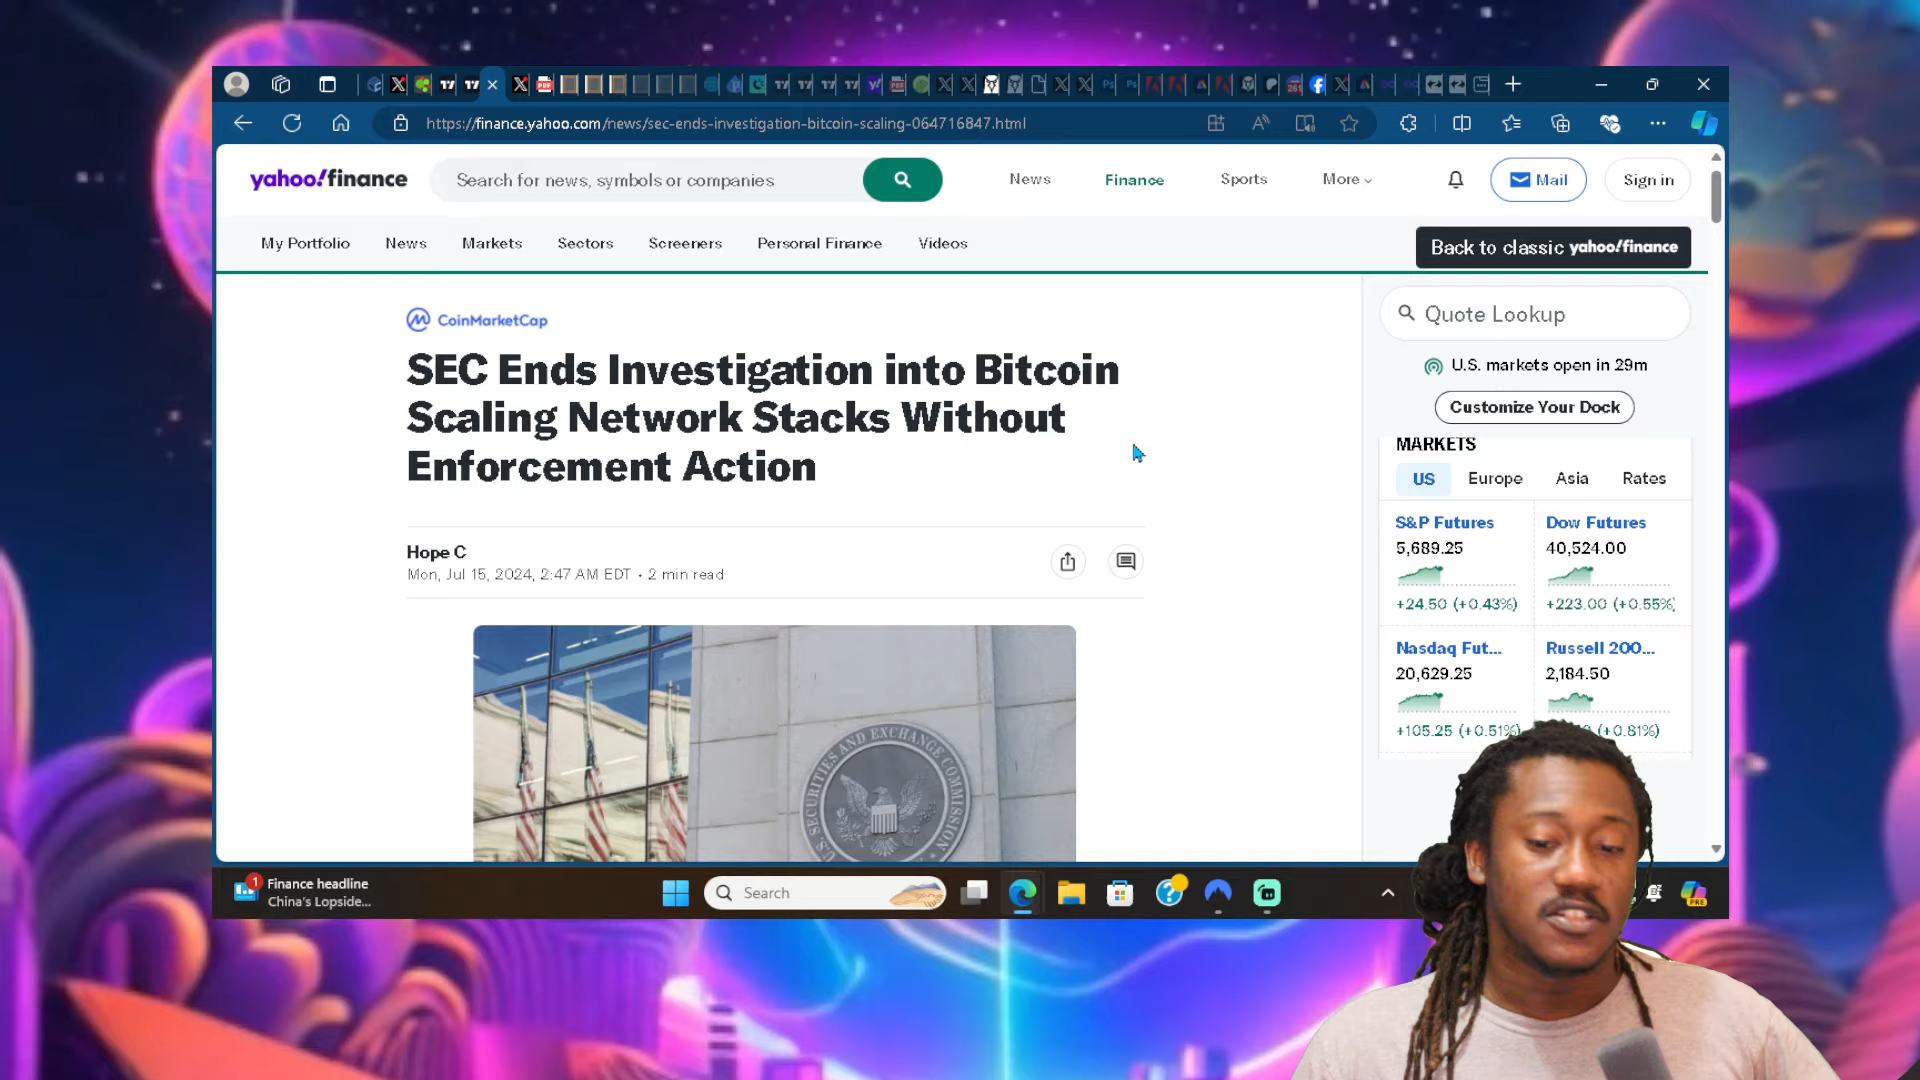 https://finance.yahoo.com/news/sec-ends-investigation-bitcoin-scaling-064716847.html
yahoo!finance
Search for news, symbols or companies
News
Finance
Sports
More
Mail
Sign in
My Portfolio
News
Markets
Sectors
Screeners
Personal Finance
Videos
Back to classic yahoo!finance
CoinMarketCap
SEC Ends Investigation into Bitcoin
Scaling Network Stacks Without
Enforcement Action
Hope C
Mon, Jul 15, 2024, 2:47 AM EDT • 2 min read
U.S. SECURITIES AND EXCHANGE COMMISSION
Quote Lookup
U.S. markets open in 29m
Customize Your Dock
MARKETS
US
Europe
Asia
Rates
S&P Futures
5,689.25
+24.50 (+0.43%)
Dow Futures
40,524.00
+223.00 (+0.55%
Nasdaq Fut...
20,629.25
+105.25 (+0.51%)
Russell 200...
2,184.50
(+0.81%)
1
Finance headline
China's Lopside...
Search
PRE